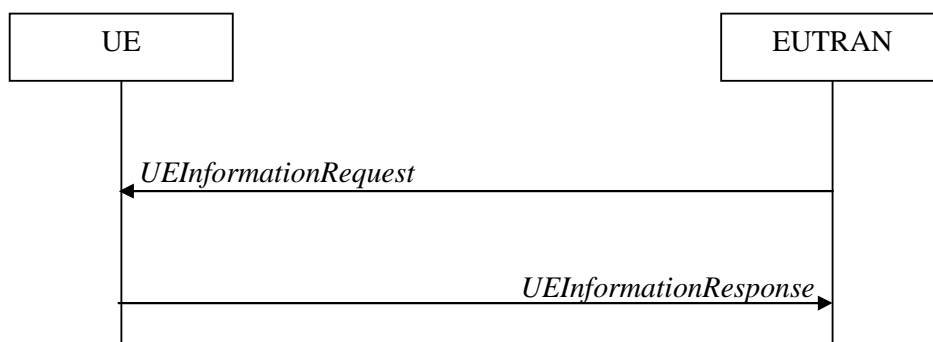 UE
EUTRAN
UEInformationRequest
UEInformationResponse